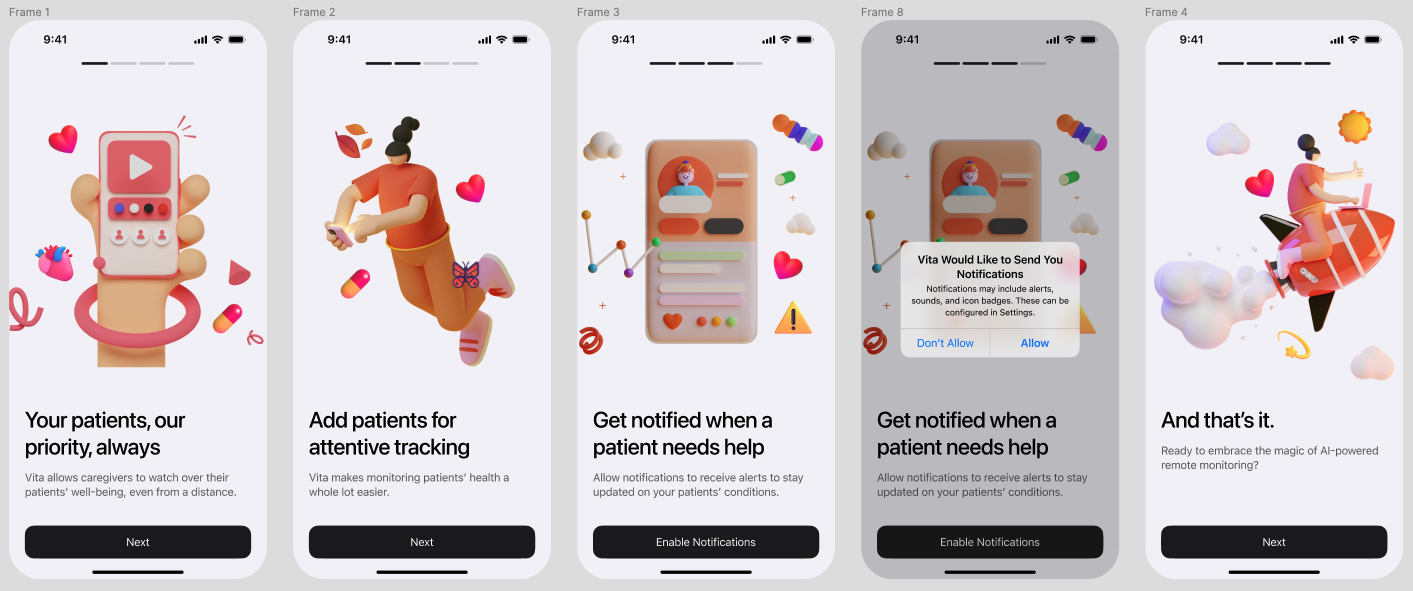 Frame 1
9:41
Your patients, our
priority, always
Vita allows caregivers to watch over their
patients' well-being, even from a distance.
Next
Frame 2
9:41
Add patients for
attentive tracking
Vita makes monitoring patients' health a
whole lot easier.
Next
Frame 3
9:41
Get notified when a
patient needs help
Allow notifications to receive alerts to stay
updated on your patients' conditions.
Enable Notifications
Frame 8
9:41
Vita Would Like to Send You
Notifications
Notifications may include alerts,
sounds, and icon badges. These can be
configured in Settings.
Don't Allow
Allow
Get notified when a
patient needs help
Allow notifications to receive alerts to stay
updated on your patients' conditions.
Enable Notifications
Frame 4
9:41
And that's it.
Ready to embrace the magic of AI-powered
remote monitoring?
Next